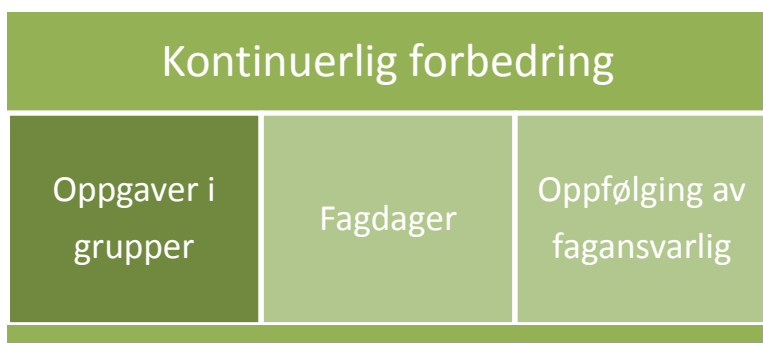 Kontinuerlig forbedring
Oppgaver i
grupper
Fagdager
Oppfølging av
fagansvarlig